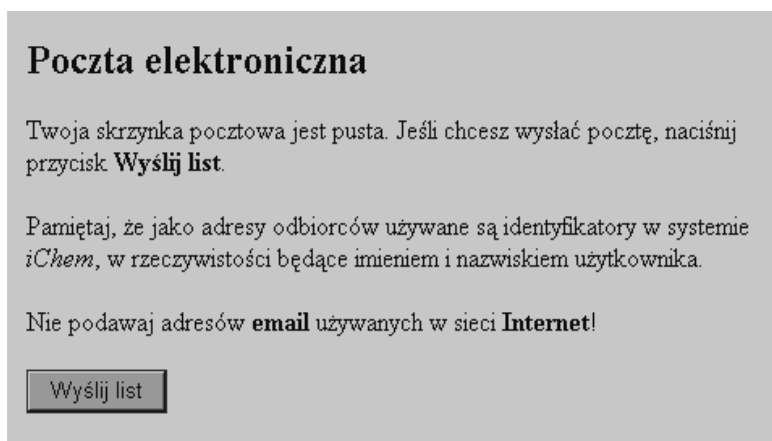 Poczta elektroniczna
Twoja skrzynka pocztowa jest pusta. Jeśli chcesz wysłać pocztę, naciśnij
przycisk Wyślij list.
Pamiętaj, że jako adresy odbiorców używane są identyfikatory w systemie
iChem, w rzeczywistości będące imieniem i nazwiskiem użytkownika.
Nie podawaj adresów email używanych w sieci Internet!
Wyślij list